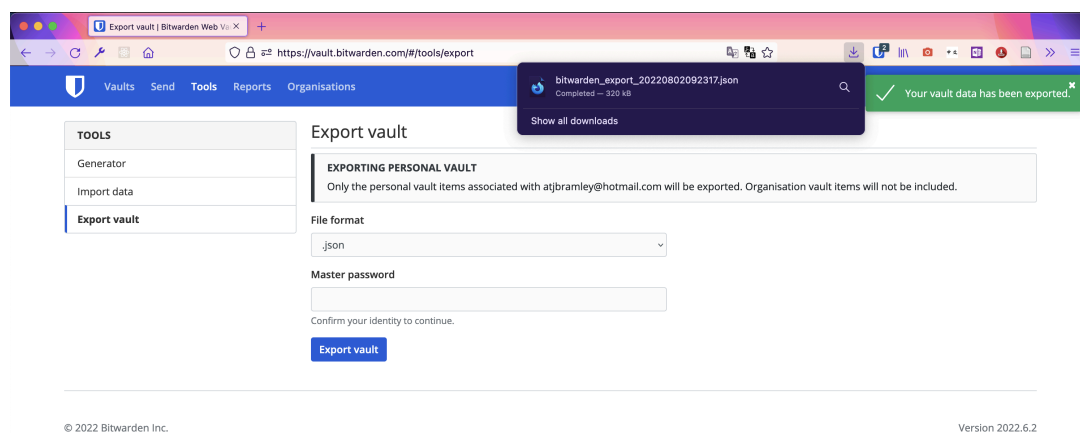 Export vault | Bitwarden Web Va
https://vault.bitwarden.com/#/tools/export
2
bitwarden_export_20220802092317.json
Completed — 320 kB
Show all downloads
Vaults Send Tools Reports Organisations
Your vault data has been exported.
TOOLS
Generator
Import data
Export vault
Export vault
EXPORTING PERSONAL VAULT
Only the personal vault items associated with atjbramley@hotmail.com will be exported. Organisation vault items will not be included.
File format
.json
Master password
Confirm your identity to continue.
Export vault
© 2022 Bitwarden Inc.
Version 2022.6.2